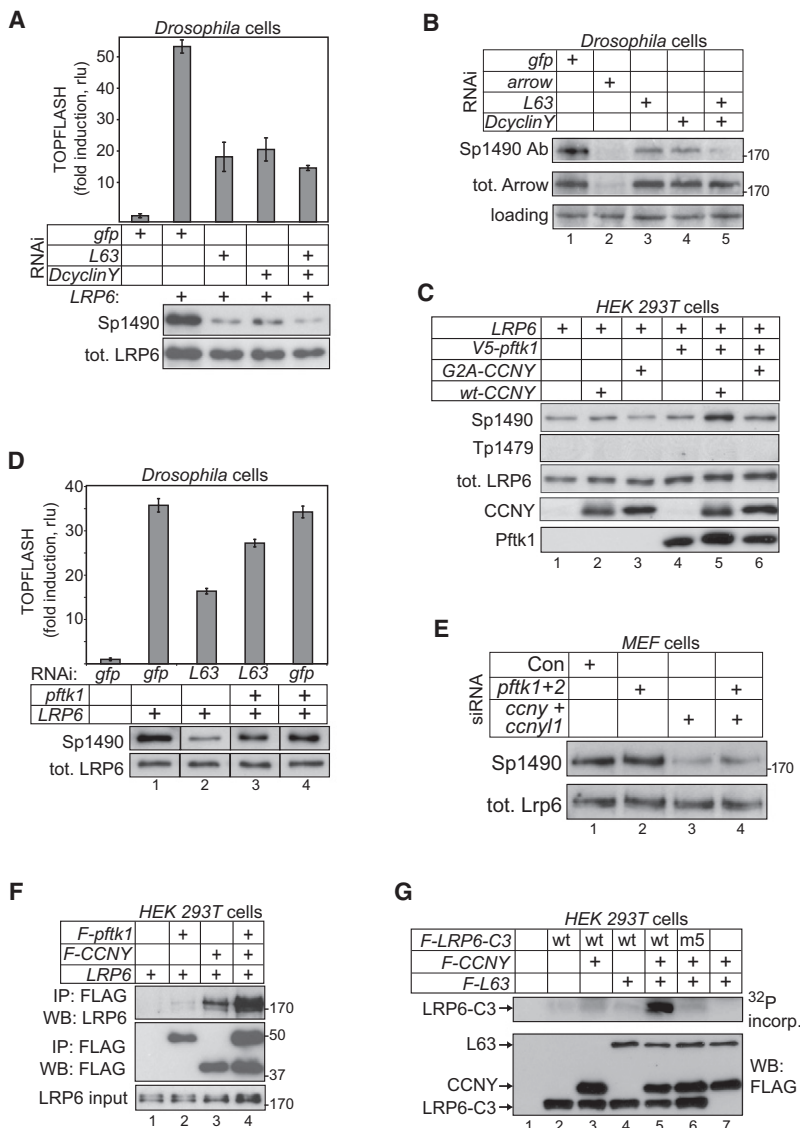 A
Drosophila cells
TOPFLASH
(fold induction, rlu)
50
40
30
20
10
RNAi
gfp + +
L63 + +
DcyclinY + +
LRP6: + + + +
Sp1490
tot. LRP6
B
Drosophila cells
RNAi
gfp +
arrow +
L63 + +
DcyclinY + +
Sp1490 Ab -170
tot. Arrow -170
loading
1 2 3 4 5
C
HEK 293T cells
LRP6 + + + + + +
V5-pftk1 + + +
G2A-CCNY + +
wt-CCNY + +
Sp1490
Tp1479
tot. LRP6
CCNY
Pftk1
1 2 3 4 5 6
D
Drosophila cells
TOPFLASH
(fold induction, rlu)
40
30
20
10
RNAi: gfp gfp L63 L63 gfp
pftk1 + +
LRP6 + + + +
Sp1490
tot. LRP6
1 2 3 4
E
MEF cells
siRNA
Con +
pftk1+2 + +
ccny +
ccnyl1 + +
Sp1490 -170
tot. Lrp6
1 2 3 4
F
HEK 293T cells
F-pftk1 + +
F-CCNY + +
LRP6 + + + +
IP: FLAG
WB: LRP6 -170
IP: FLAG
WB: FLAG
-50
-37
LRP6 input -170
1 2 3 4
G
HEK 293T cells
F-LRP6-C3 wt wt wt wt m5
F-CCNY + + + +
F-L63 + + + +
LRP6-C3 32P
incorp.
L63
CCNY
LRP6-C3
WB:
FLAG
1 2 3 4 5 6 7